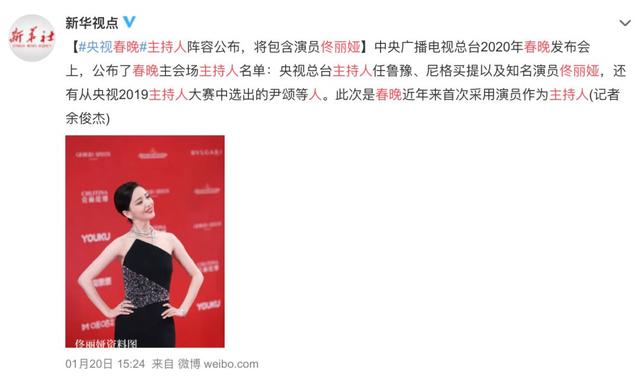 新华社
新华视点
【#央视春晚#主持人阵容公布，将包含演员佟丽娅】中央广播电视总台2020年春晚发布会
上，公布了春晚主会场主持人名单：央视总台主持人任鲁豫、尼格买提以及知名演员佟丽娅，还
有从央视2019主持人大赛中选出的尹颂等人。此次是春晚近年来首次采用演员作为主持人(记者
余俊杰)
CHLITINA
克丽缇娜
YOUKU
CHLITINA
YOUKU
佟丽娅资料图
01月20日 15:24 来自 微博 weibo.com